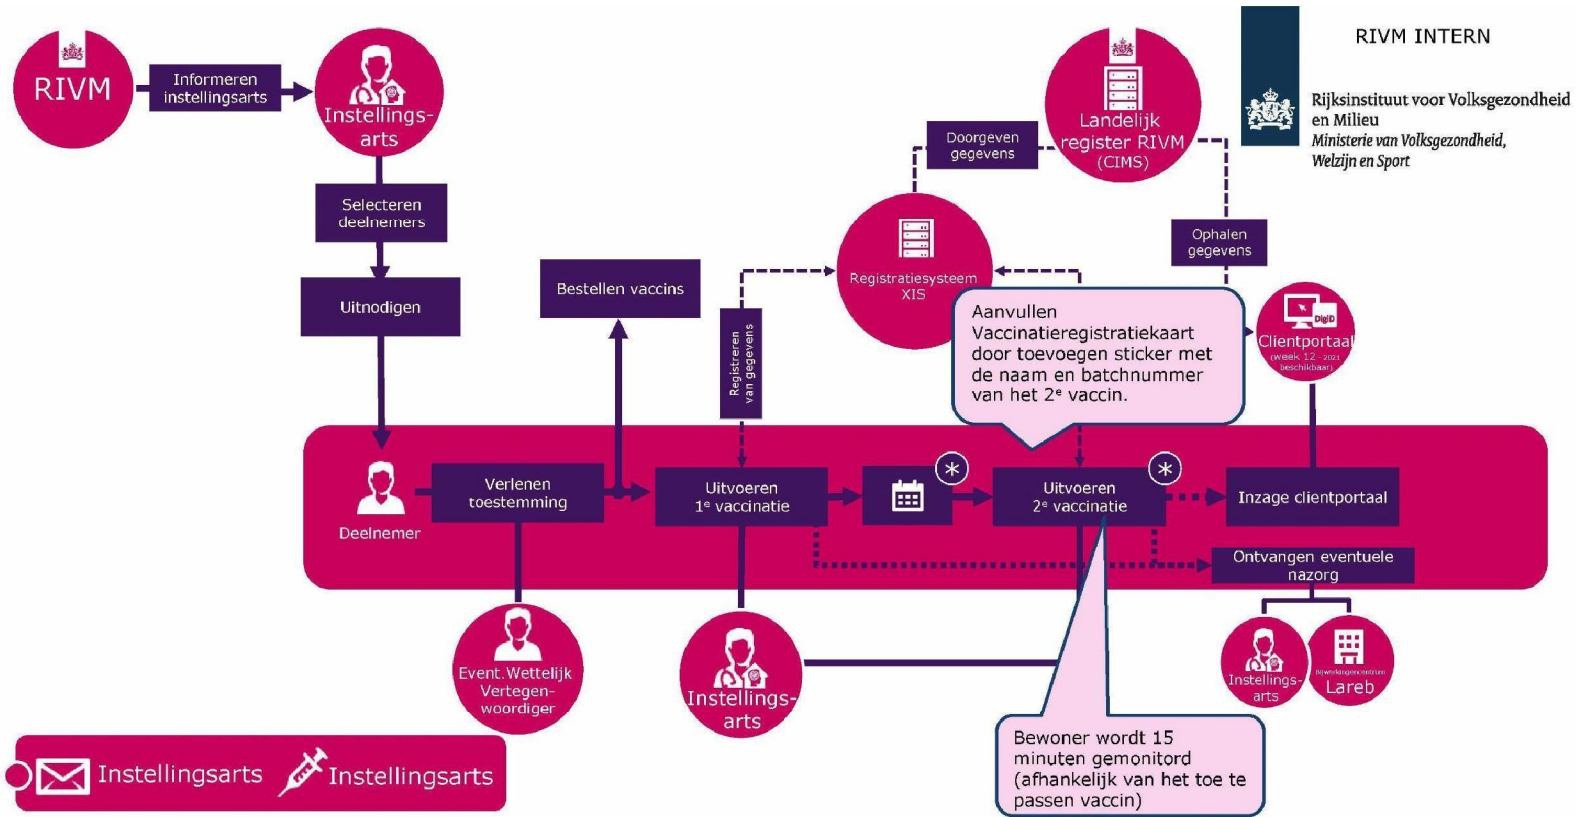 RIVM INTERN
Rijksinstituut voor Volksgezondheid
en Milieu
Ministerie van Volksgezondheid,
Welzijn en Sport
RIVM
Informeren
instellingsarts
Instellings-
arts
Selecteren
deelnemers
Uitnodigen
Bestellen vaccins
Landelijk
register RIVM
(CIMS)
Doorgeven
gegevens
Ophalen
gegevens
Registratiesysteem
XIS
Registreren
van gegevens
Aanvullen
Vaccinatieregistratiekaart
door toevoegen sticker met
de naam en batchnummer
van het 2e vaccin.
DigiD
Clientportaal
(week 12 - 2021
beschikbaar)
Deelnemer
Verlenen
toestemming
Uitvoeren
1e vaccinatie
*
Uitvoeren
2e vaccinatie
*
Inzage clientportaal
Ontvangen eventuele
nazorg
Event.Wettelijk
Vertegen-
woordiger
Instellings-
arts
Instellings-
arts
Bijwerkingencentrum
Lareb
Bewoner wordt 15
minuten gemonitord
(afhankelijk van het toe te
passen vaccin)
Instellingsarts
Instellingsarts